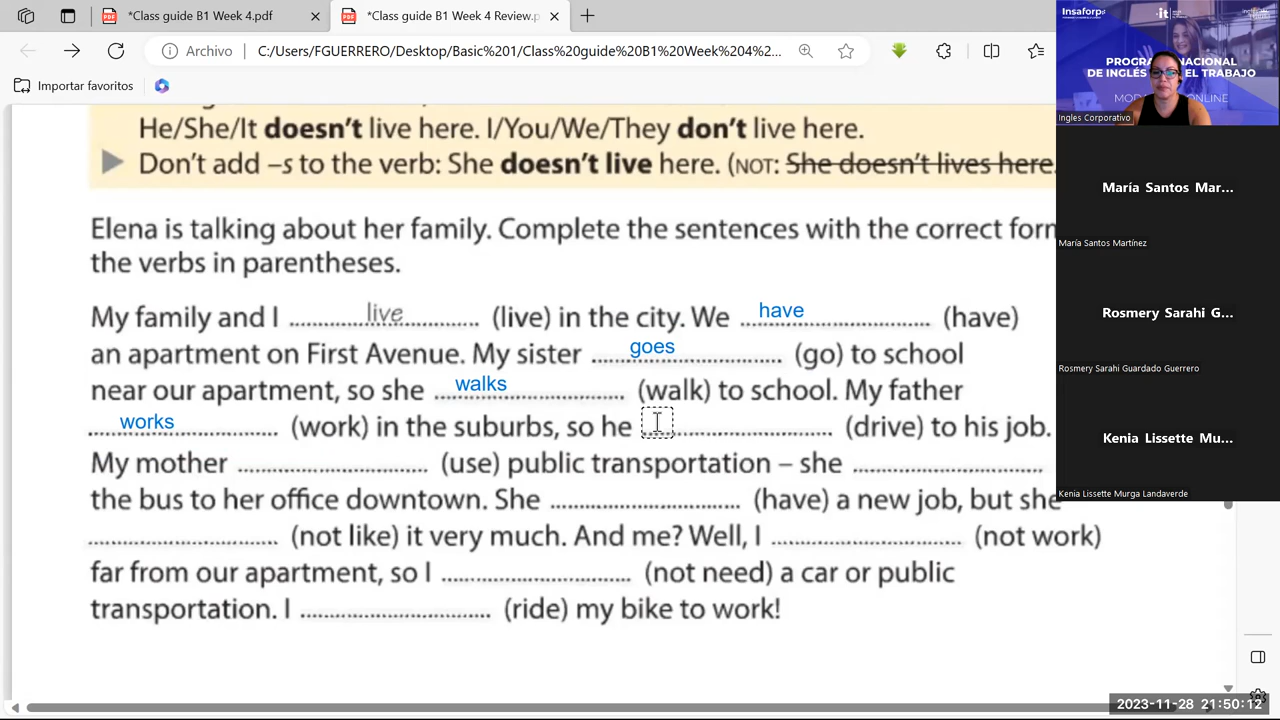 *Class guide B1 Week 4.pdf
*Class guide B1 Week 4 Review.p
Archivo
C:/Users/FGUERRERO/Desktop/Basic%201/Class%20guide%20B1%20Week%204%2...
Importar favoritos
He/She/It doesn't live here. I/You/We/They don't live here.
Don't add –s to the verb: She doesn't live here. (NOT: She doesn't lives here.
Elena is talking about her family. Complete the sentences with the correct for
the verbs in parentheses.
My family and I live (live) in the city. We have (have)
an apartment on First Avenue. My sister goes (go) to school
near our apartment, so she walks (walk) to school. My father
works (work) in the suburbs, so he (drive) to his job.
My mother (use) public transportation – she
the bus to her office downtown. She (have) a new job, but she
(not like) it very much. And me? Well, I (not work)
far from our apartment, so I (not need) a car or public
transportation. I (ride) my bike to work!
Insaforp
it
PROGRAMA NACIONAL
DE INGLÉS EL TRABAJO
MODA ONLINE
Ingles Corporativo
María Santos Mar...
María Santos Martínez
Rosmery Sarahi G...
Rosmery Sarahi Guardado Guerrero
Kenia Lissette Mu...
Kenia Lissette Murga Landaverde
2023-11-28 21:50:12